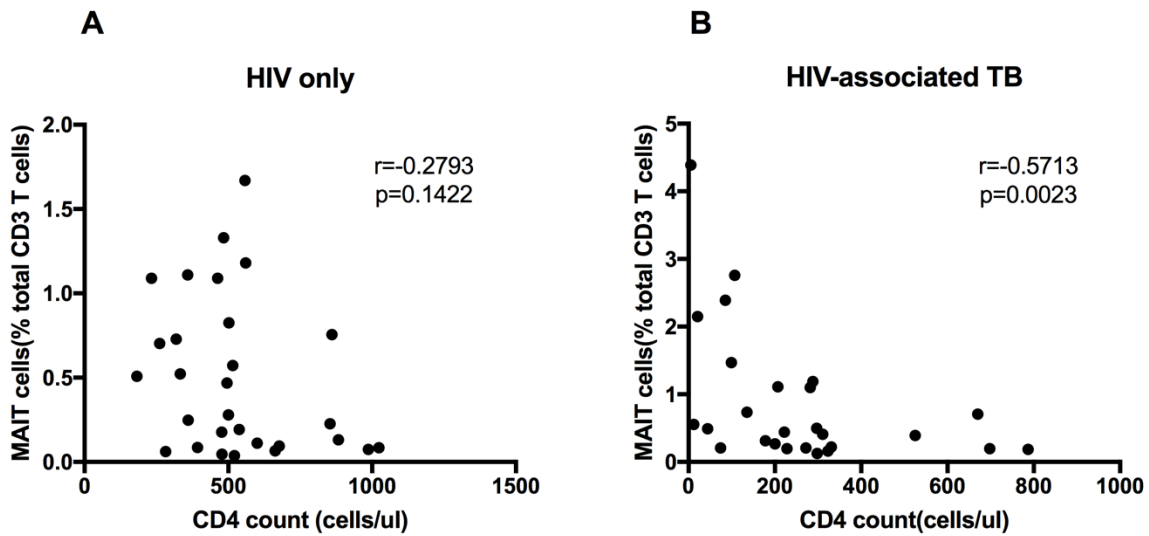 A
HIV only
MAIT cells(% total CD3 T cells)
2.0
1.5
1.0
0.5
0.0
r=-0.2793
p=0.1422
0
500
1000
1500
CD4 count (cells/ul)
B
HIV-associated TB
MAIT cells(% total CD3 T cells)
5
4
3
2
1
0
r=-0.5713
p=0.0023
0
200
400
600
800
1000
CD4 count(cells/ul)